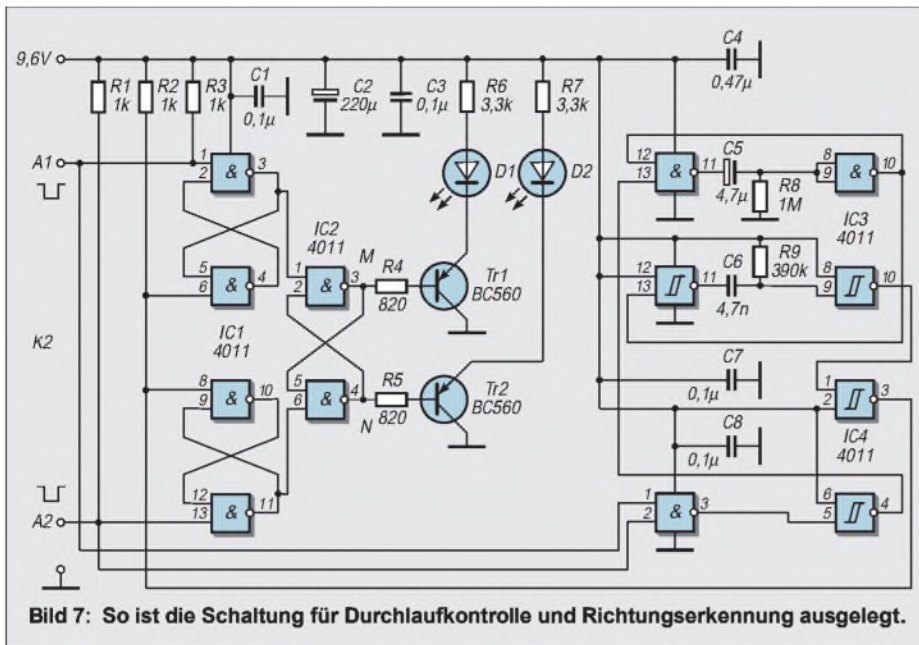 9,6V
R1
1k
R2
1k
R3
1k
C1
0,1µ
C2
220µ
C3
0,1µ
R6
3,3k
R7
3,3k
C4
0,47µ
A1
1
2
&
3
D1
D2
12
13
&
11
C5
4,7µ
R8
1M
8
9
&
10
IC3
4011
IC2
4011
M
5
6
&
4
1
2
&
3
R4
820
Tr1
BC560
12
13
11
C6
4,7n
R9
390k
8
9
10
K2
IC1
4011
8
9
&
10
5
6
&
4
N
R5
820
Tr2
BC560
C7
0,1µ
C8
0,1µ
1
2
3
IC4
4011
12
13
&
11
A2
1
2
&
3
6
5
4
Bild 7: So ist die Schaltung für Durchlaufkontrolle und Richtungserkennung ausgelegt.